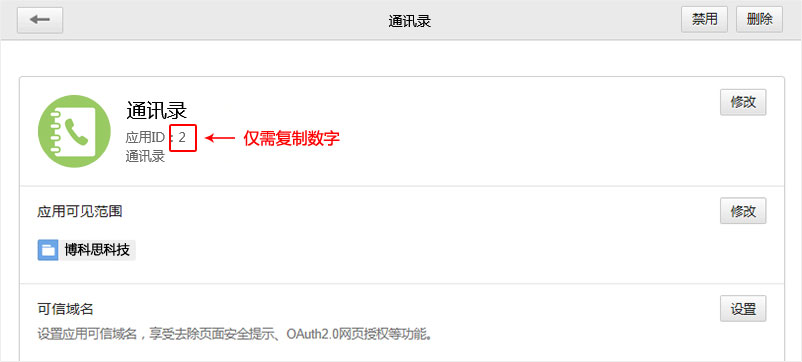 通讯录
禁用
删除
通讯录
修改
应用ID：2
仅需复制数字
通讯录
应用可见范围
修改
博科思科技
可信域名
设置
设置应用可信域名，享受去除页面安全提示、OAuth2.0网页授权等功能。